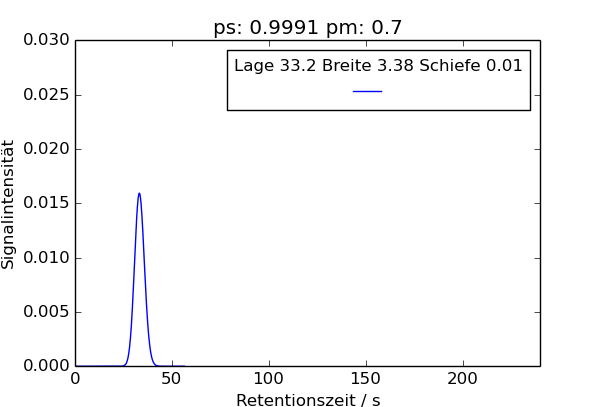 ps: 0.9991 pm: 0.7
Lage 33.2 Breite 3.38 Schiefe 0.01
Signalintensität
0.030
0.025
0.020
0.015
0.010
0.005
0.000
0 50 100 150 200
Retentionszeit / s